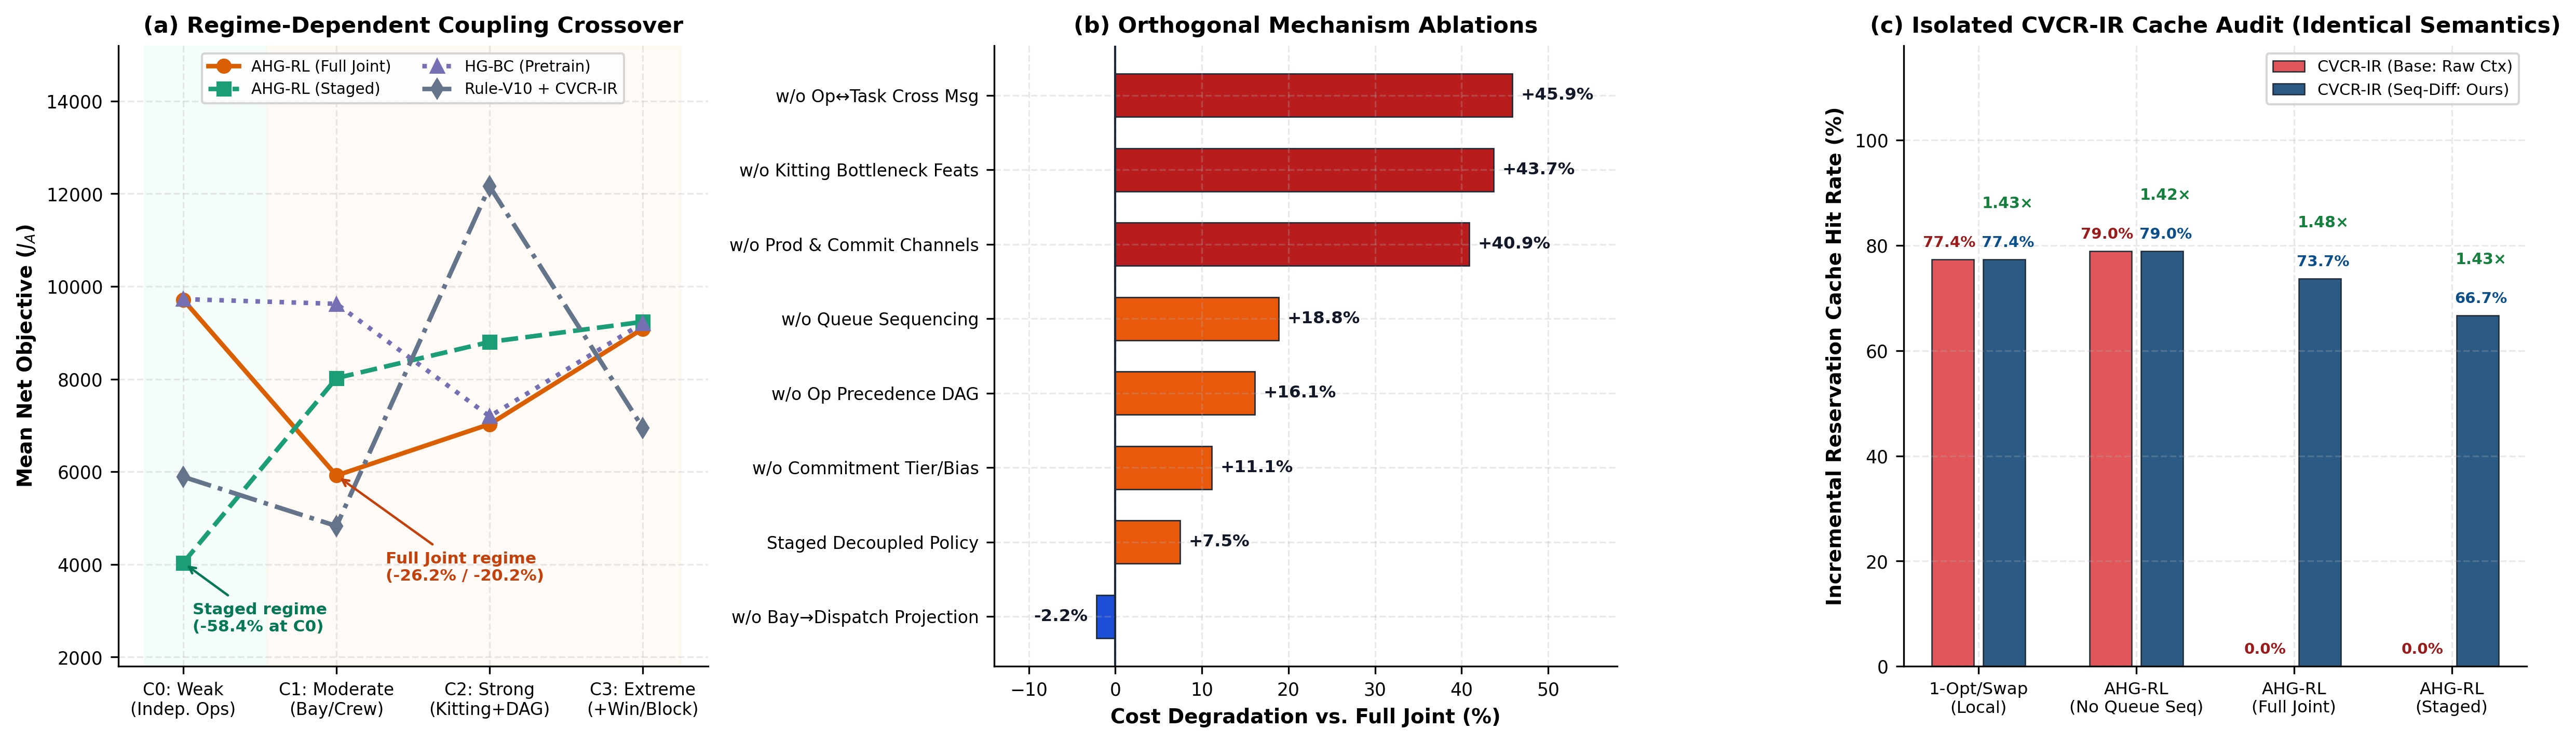 (a) Regime-Dependent Coupling Crossover
Mean Net Objective (J_A)
14000
12000
10000
8000
6000
4000
2000
AHG-RL (Full Joint)
AHG-RL (Staged)
HG-BC (Pretrain)
Rule-V10 + CVCR-IR
Full Joint regime
(-26.2% / -20.2%)
Staged regime
(-58.4% at C0)
C0: Weak
(Indep. Ops)
C1: Moderate
(Bay/Crew)
C2: Strong
(Kitting+DAG)
C3: Extreme
(+Win/Block)
(b) Orthogonal Mechanism Ablations
w/o Op↔Task Cross Msg
+45.9%
w/o Kitting Bottleneck Feats
+43.7%
w/o Prod & Commit Channels
+40.9%
w/o Queue Sequencing
+18.8%
w/o Op Precedence DAG
+16.1%
w/o Commitment Tier/Bias
+11.1%
Staged Decoupled Policy
+7.5%
w/o Bay→Dispatch Projection
-2.2%
−10
0
10
20
30
40
50
Cost Degradation vs. Full Joint (%)
(c) Isolated CVCR-IR Cache Audit (Identical Semantics)
Incremental Reservation Cache Hit Rate (%)
100
80
60
40
20
0
CVCR-IR (Base: Raw Ctx)
CVCR-IR (Seq-Diff: Ours)
1.43×
77.4%
77.4%
1.42×
79.0%
79.0%
1.48×
73.7%
0.0%
1.43×
66.7%
0.0%
1-Opt/Swap
(Local)
AHG-RL
(No Queue Seq)
AHG-RL
(Full Joint)
AHG-RL
(Staged)